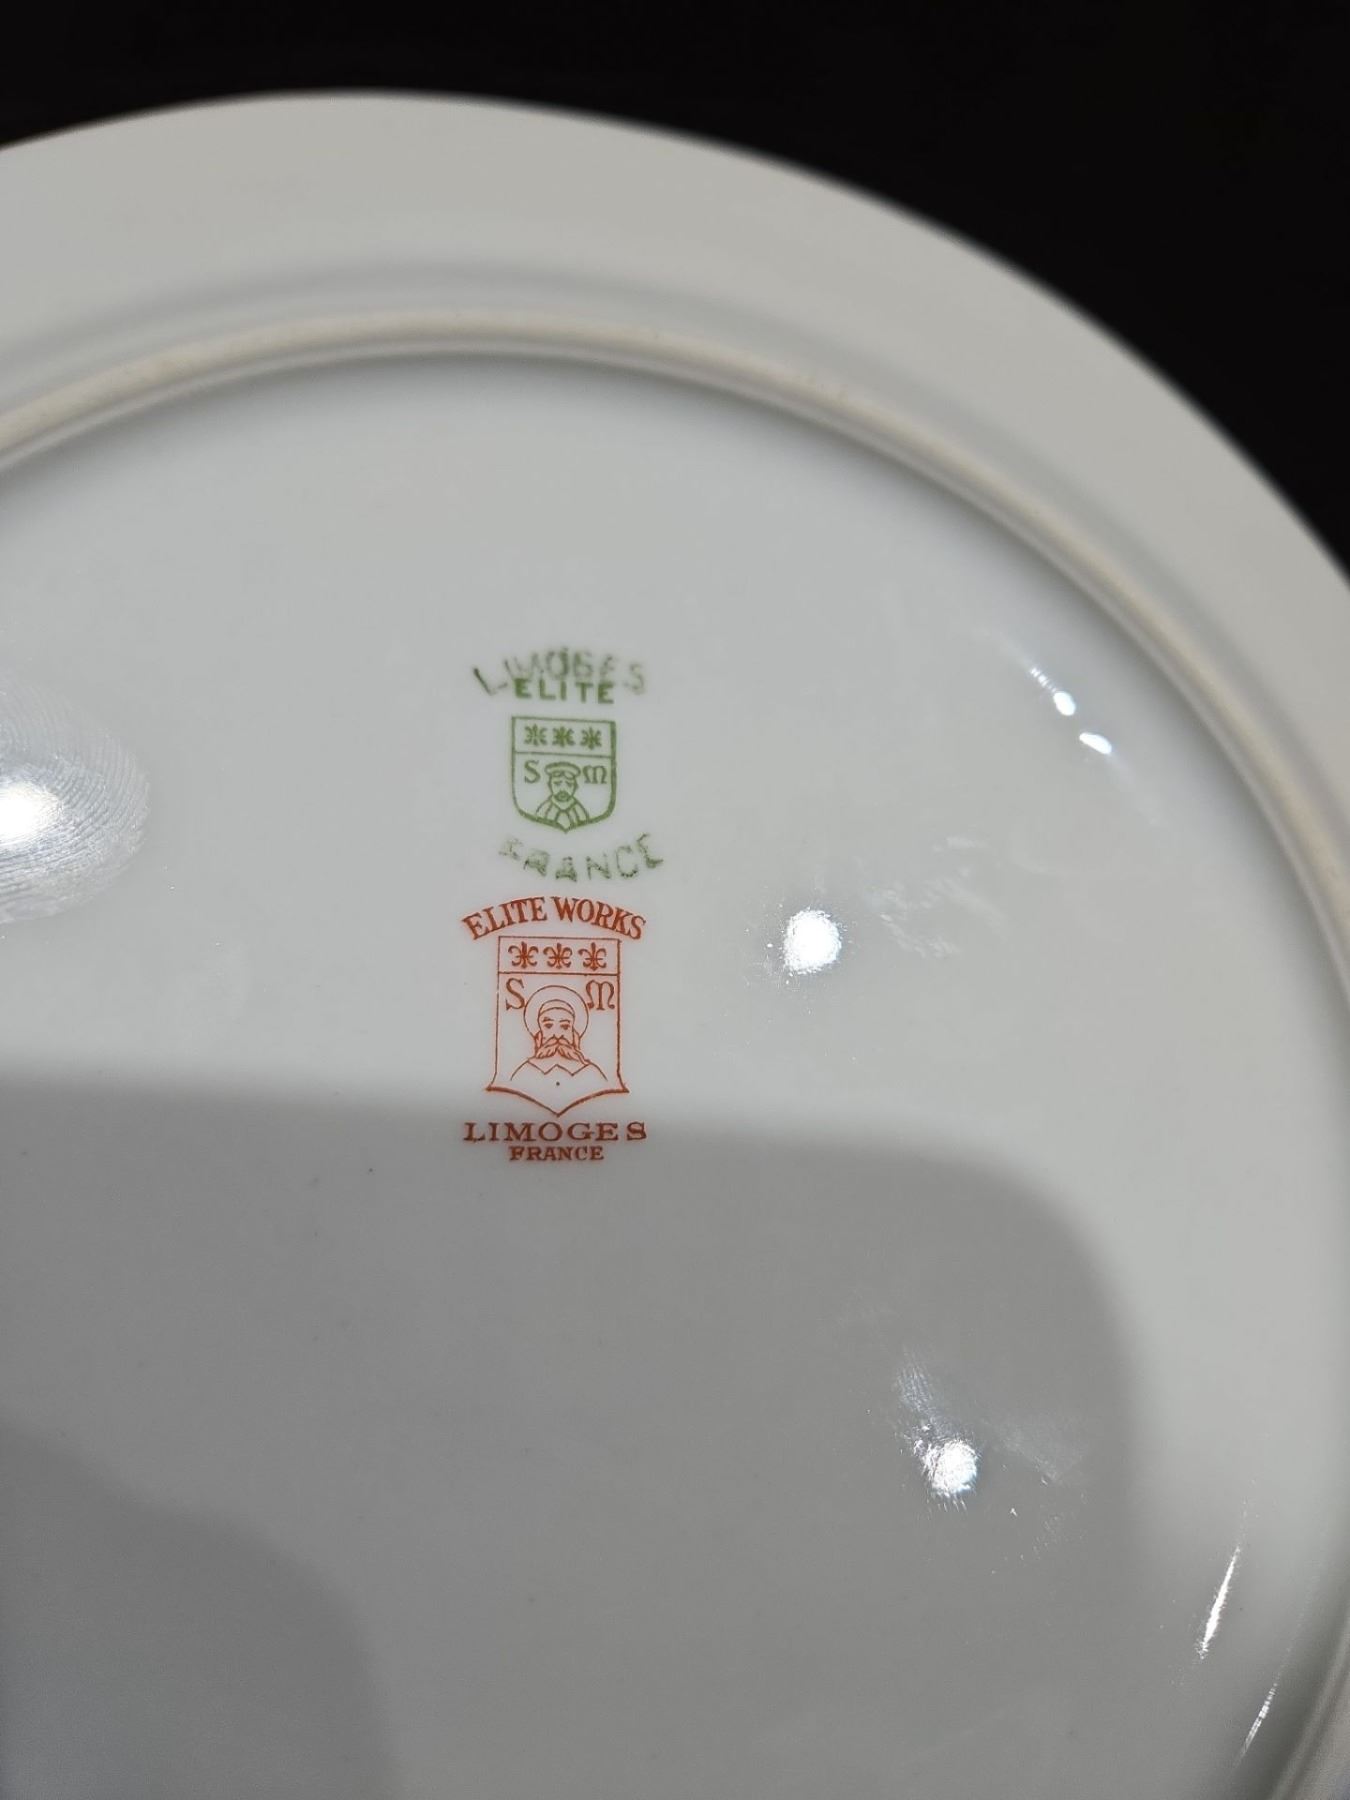 LIMOGES
ELITE
S M
FRANCE
ELITE WORKS
S M
LIMOGES
FRANCE